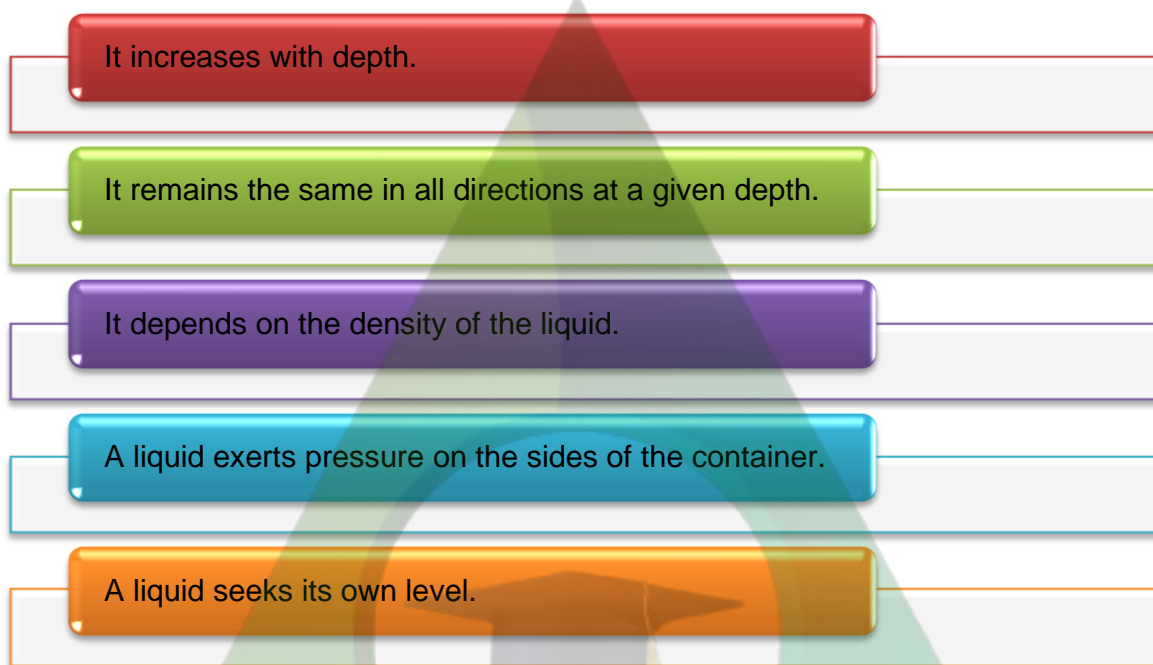 It increases with depth.
It remains the same in all directions at a given depth.
It depends on the density of the liquid.
A liquid exerts pressure on the sides of the container.
A liquid seeks its own level.